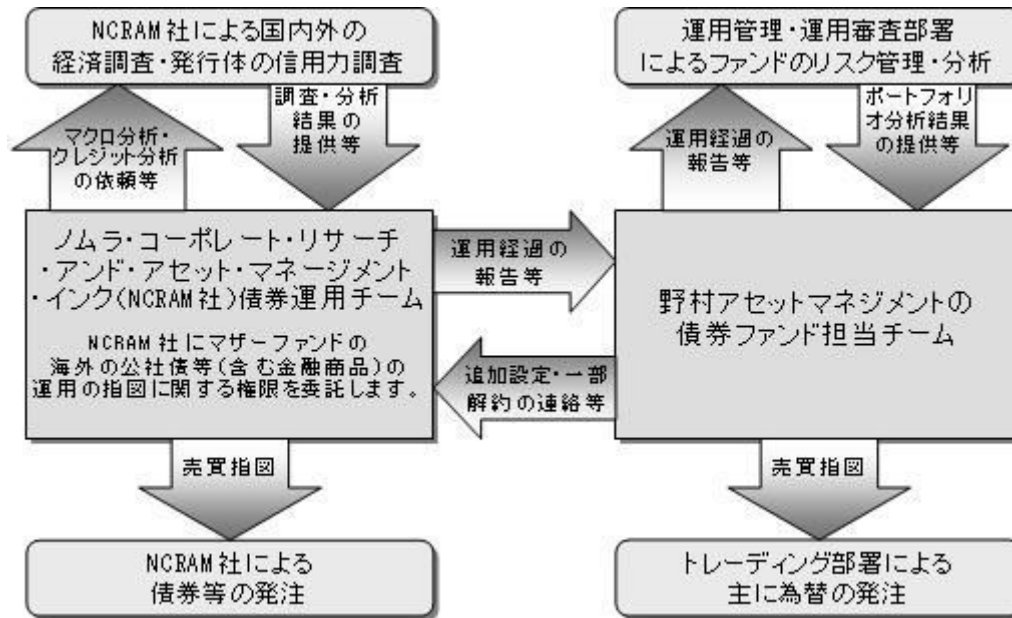 NCRAM社による国内外の
経済調査・発行体の信用力調査
運用管理・運用審査部署
によるファンドのリスク管理・分析
マクロ分析・
クレジット分析
の依頼等
調査・分析
結果の
提供等
運用経過の
報告等
ポートフォリ
オ分析結果
の提供等
ノムラ・コーポレート・リサーチ
・アンド・アセット・マネージメント
・インク(NCRAM社)債券運用チーム
NCRAM社にマザーファンドの
海外の公社債等(含む金融商品)の
運用の指図に関する権限を委託します。
運用経過の
報告等
追加設定・一部
解約の連絡等
野村アセットマネジメントの
債券ファンド担当チーム
売買指図
売買指図
NCRAM社による
債券等の発注
トレーディング部署による
主に為替の発注